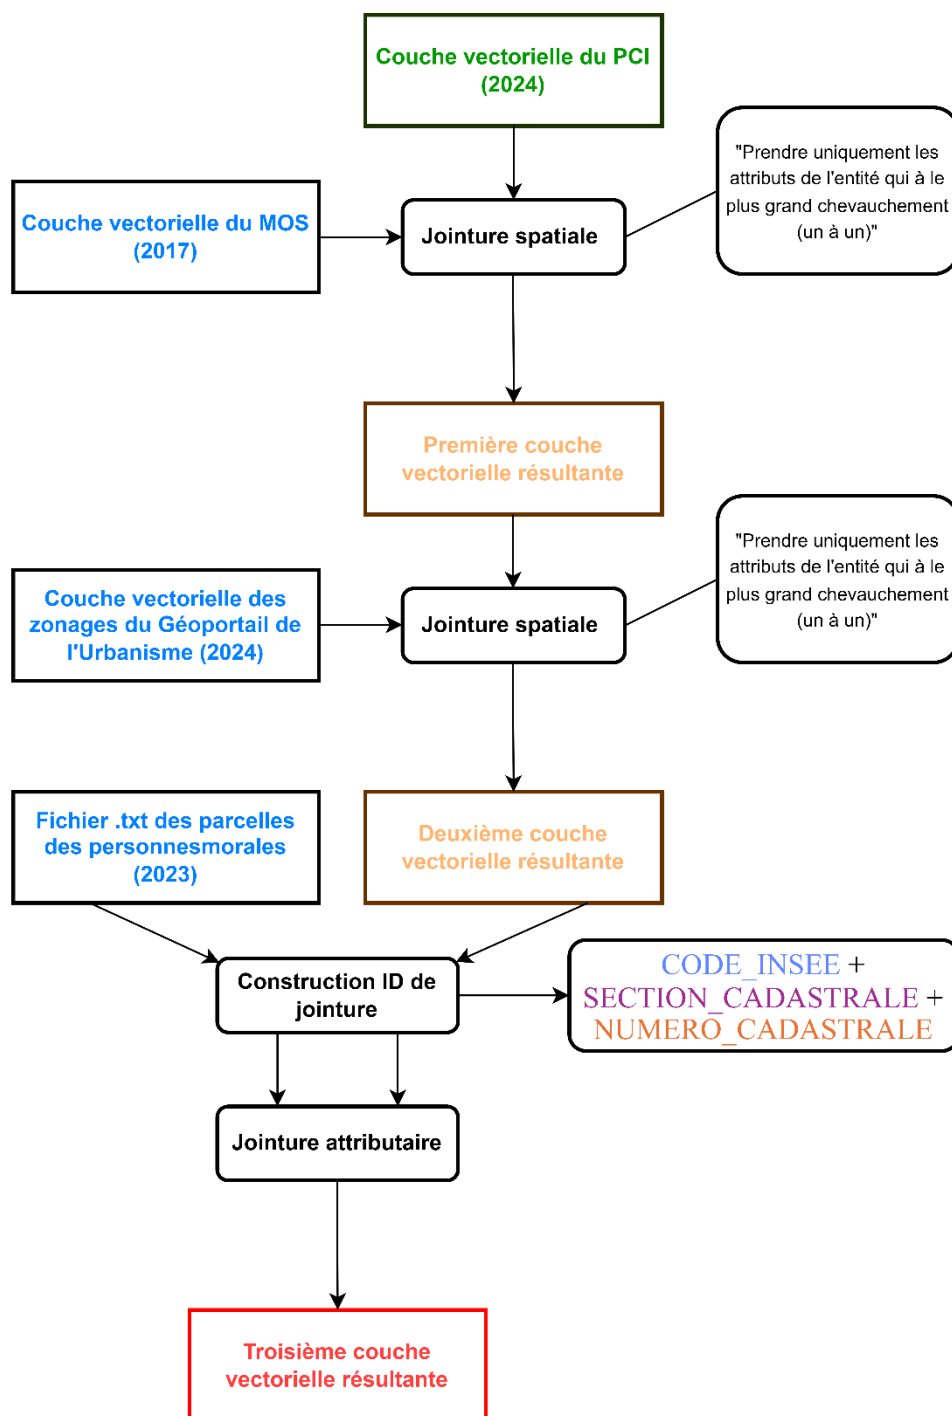 Couche vectorielle du PCI
(2024)
"Prendre uniquement les
attributs de l'entité qui à le
plus grand chevauchement
(un à un)"
Couche vectorielle du MOS
(2017)
Jointure spatiale
Première couche
vectorielle résultante
"Prendre uniquement les
attributs de l'entité qui à le
plus grand chevauchement
(un à un)"
Couche vectorielle des
zonages du Géoportail de
l'Urbanisme (2024)
Jointure spatiale
Fichier .txt des parcelles
des personnesmorales
(2023)
Deuxième couche
vectorielle résultante
Construction ID de
jointure
CODE_INSEE +
SECTION_CADASTRALE +
NUMERO_CADASTRALE
Jointure attributaire
Troisième couche
vectorielle résultante